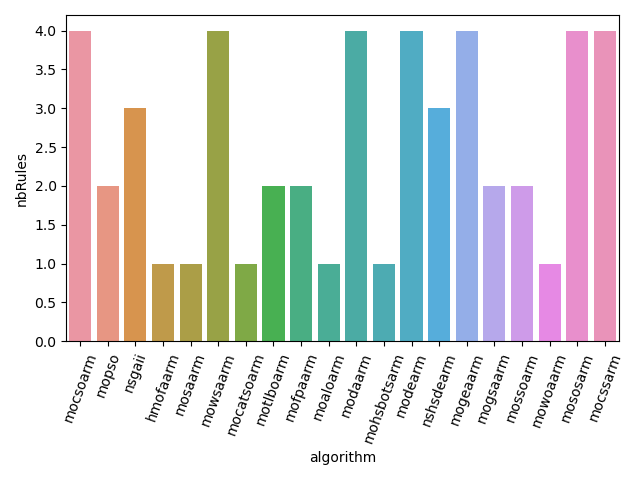 4.0
3.5
3.0
2.5
2.0
1.5
1.0
0.5
0.0
nbRules
mocsoarm
mopso
nsgaii
hmofaarm
mosaarm
mowsaarm
mocatsoarm
motlboarm
mofpaarm
moaloarm
modaarm
mohsbotsarm
modearm
nshsdearm
mogeaarm
mogsaarm
mossoarm
mowoaarm
mososarm
mocssarm
algorithm